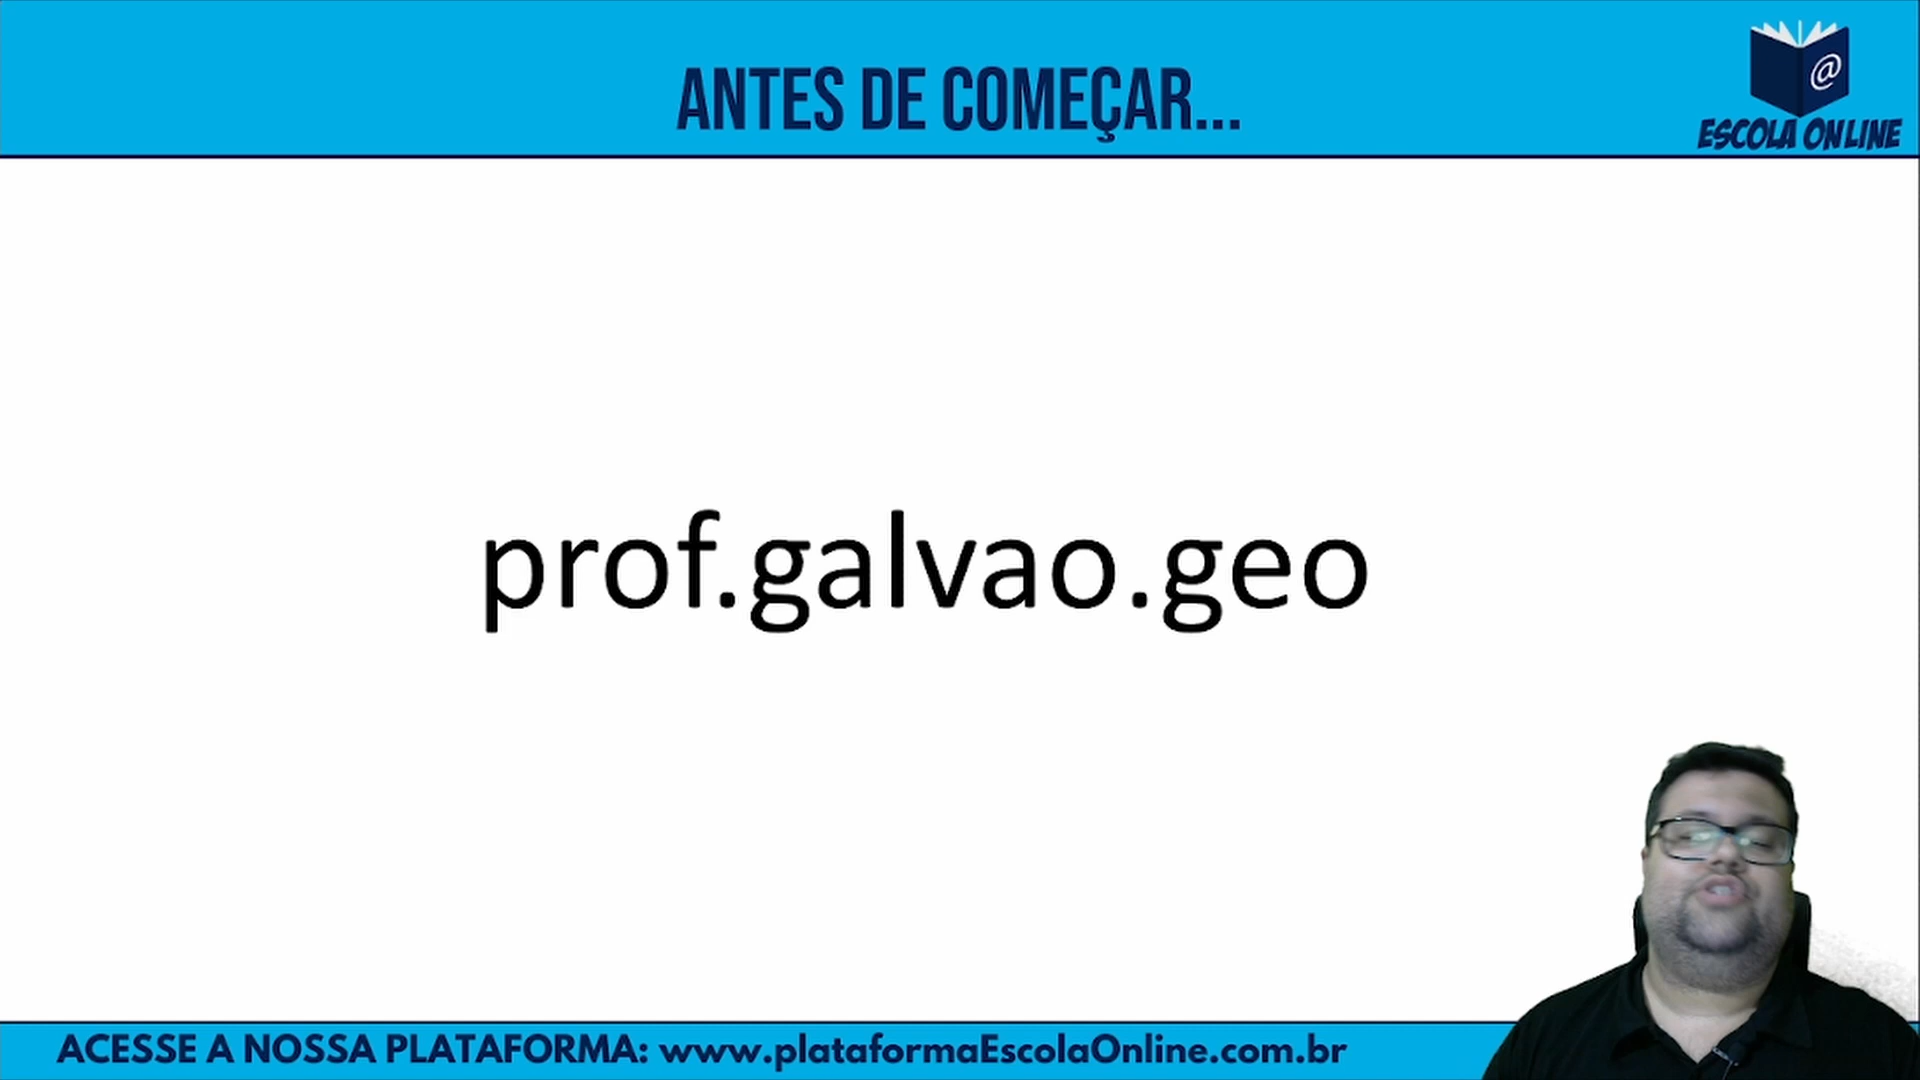 ANTES DE COMEÇAR...
@
ESCOLA ONLINE
prof.galvao.geo
ACESSE A NOSSA PLATAFORMA: www.plataformaEscolaOnline.com.br